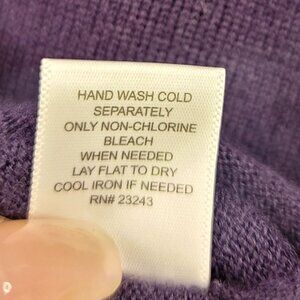 HAND WASH COLD
SEPARATELY
ONLY NON-CHLORINE
BLEACH
WHEN NEEDED
LAY FLAT TO DRY
COOL IRON IF NEEDED
RN# 23243